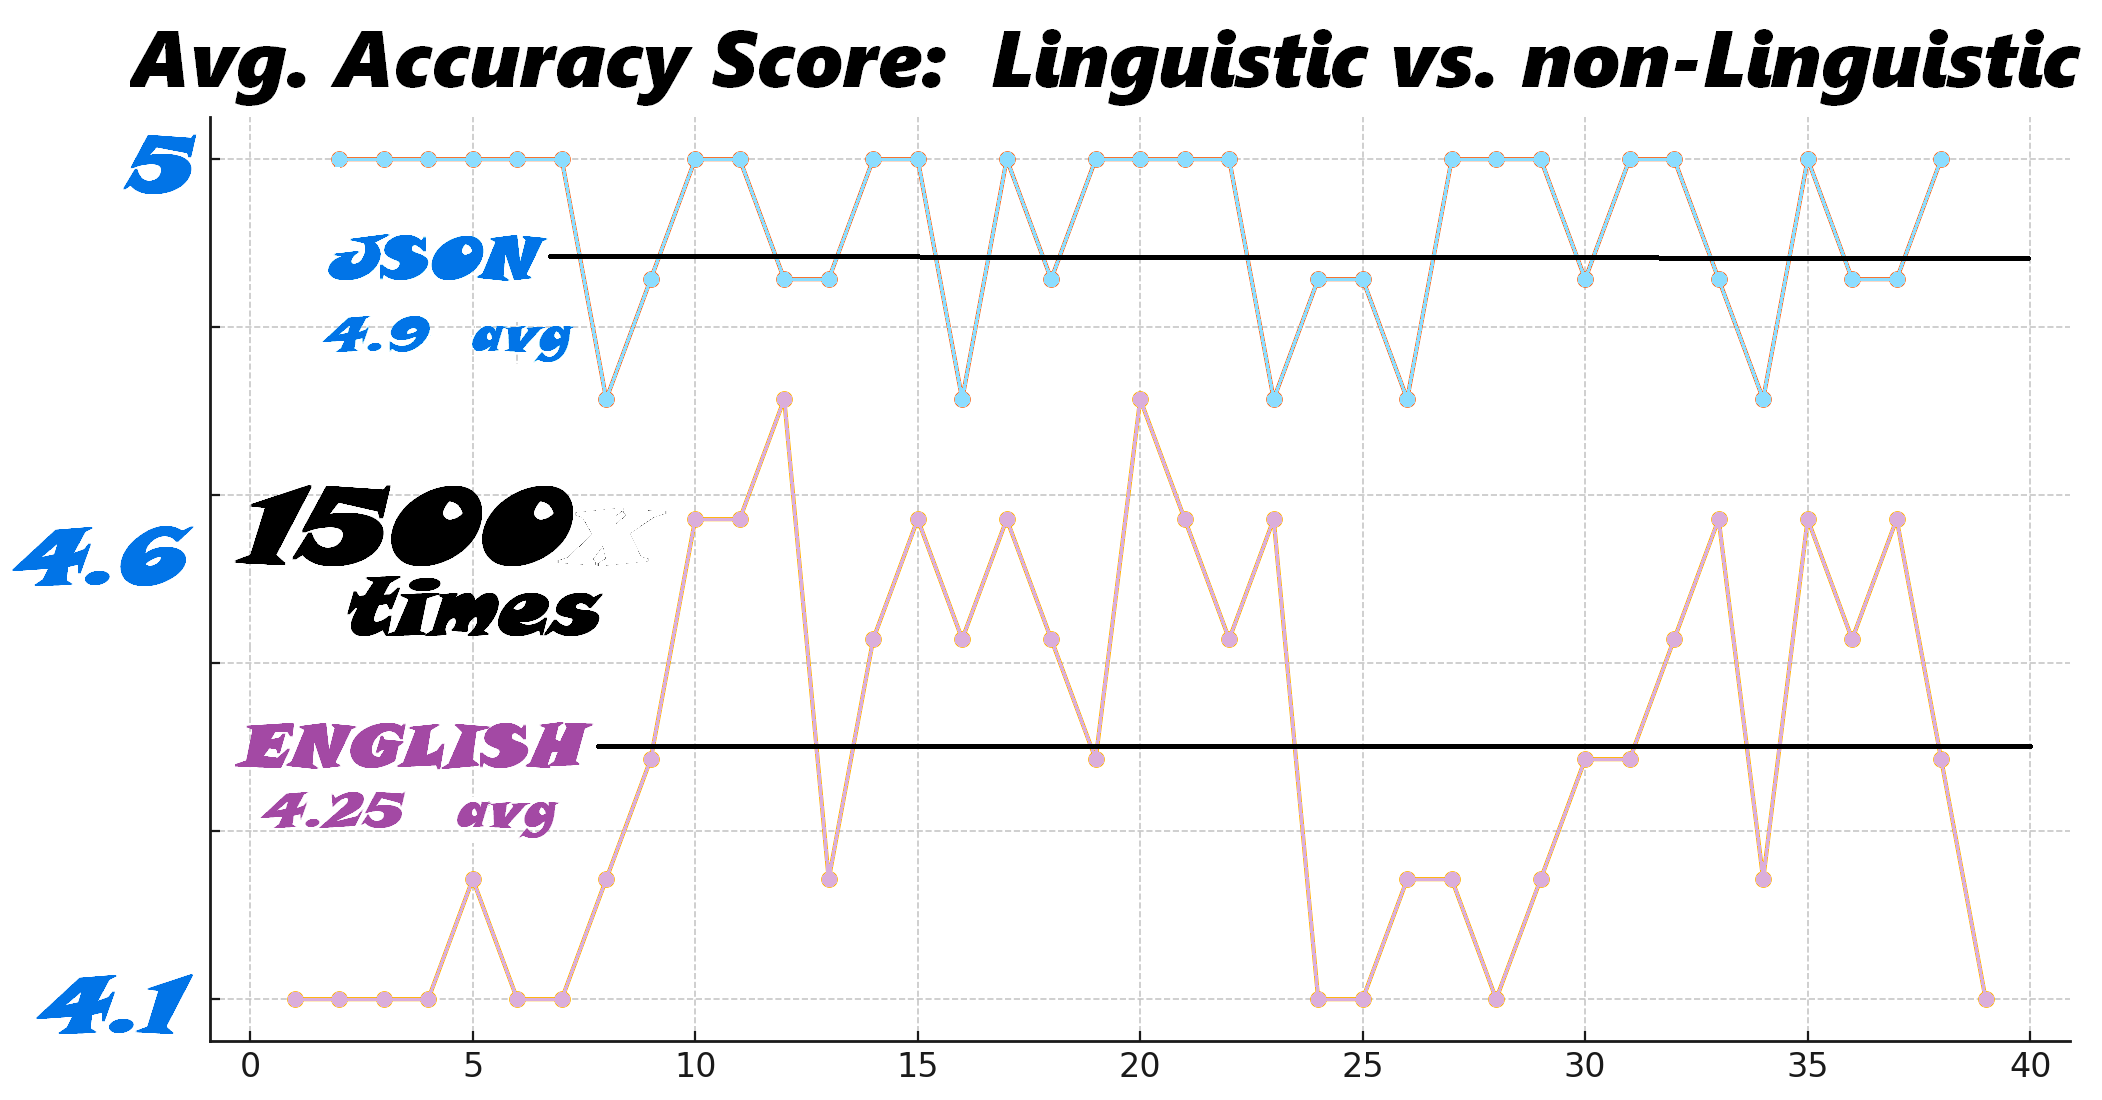 Avg. Accuracy Score: Linguistic vs. non-Linguistic
5
JSON
4.9 avg
1500x
times
4.6
ENGLISH
4.25 avg
4.1
0 5 10 15 20 25 30 35 40